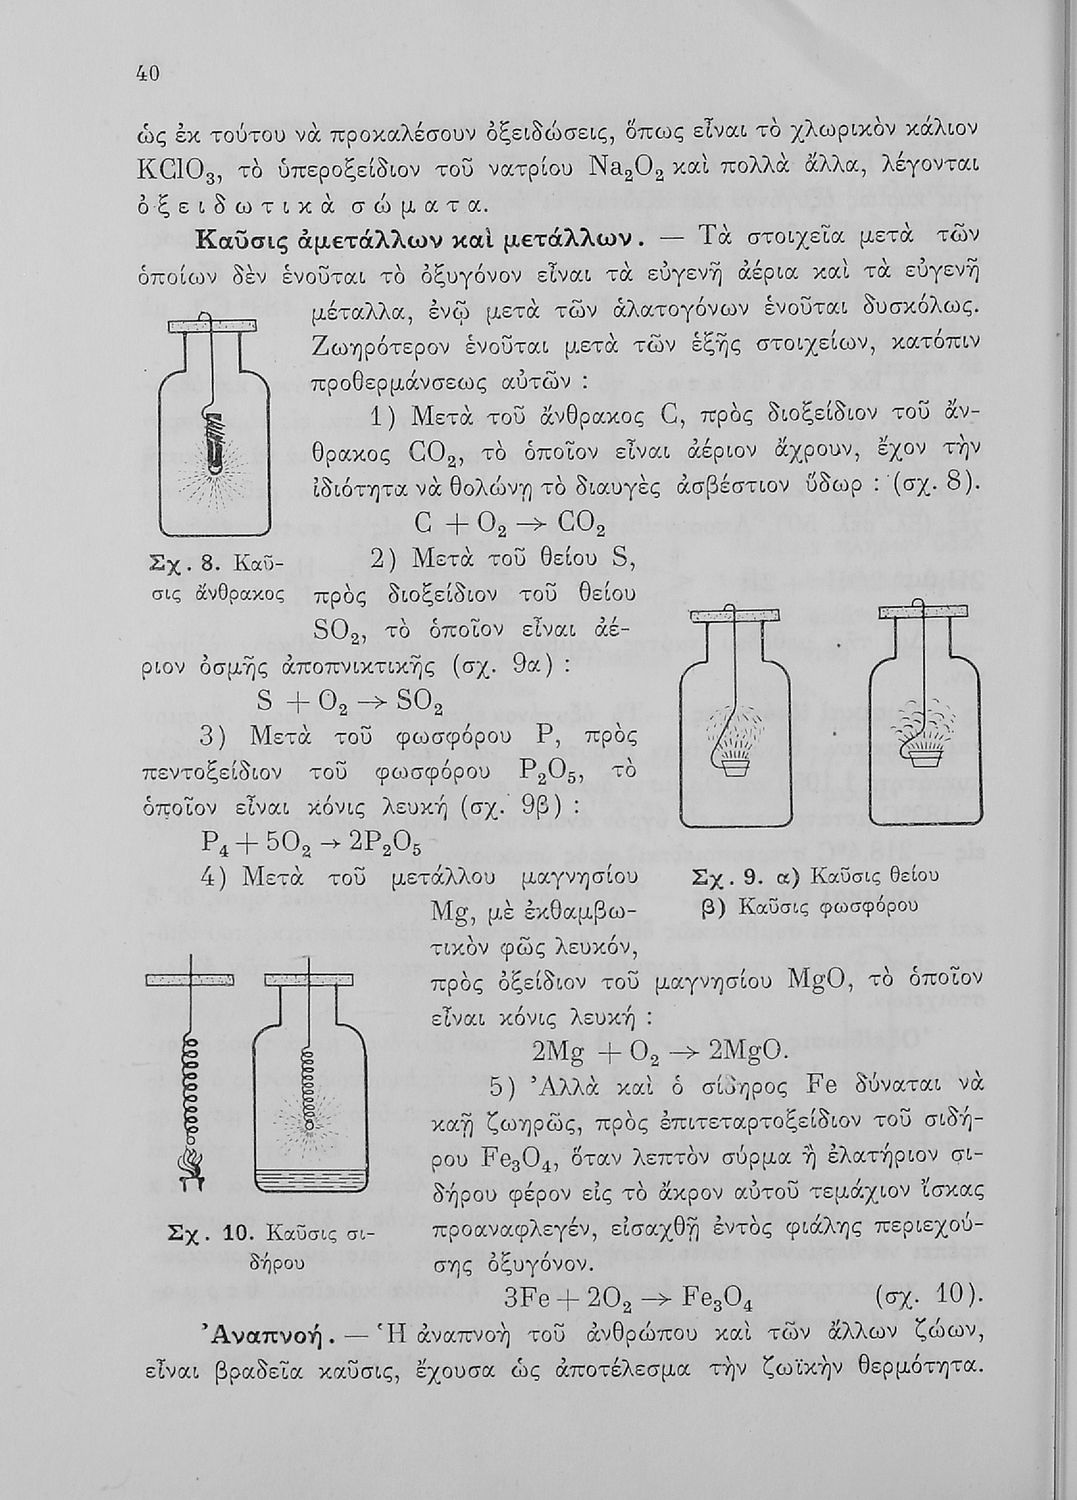 40
ὡς ἐκ τούτου νὰ προκαλέσουν ὀξειδώσεις, ὅπως εἶναι τὸ χλωρικὸν κάλιον
KClO₃, τὸ ὑπεροξείδιον τοῦ νατρίου Na₂O₂ καὶ πολλὰ ἄλλα, λέγονται
ὀξειδωτικὰ σώματα.
Καῦσις ἀμετάλλων καὶ μετάλλων. — Τὰ στοιχεῖα μετὰ τῶν
ὁποίων δὲν ἑνοῦται τὸ ὀξυγόνον εἶναι τὰ εὐγενῆ ἀέρια καὶ τὰ εὐγενῆ
μέταλλα, ἐνῷ μετὰ τῶν ἁλατογόνων ἑνοῦται δυσκόλως.
Ζωηρότερον ἑνοῦται μετὰ τῶν ἑξῆς στοιχείων, κατόπιν
προθερμάνσεως αὐτῶν :
1) Μετὰ τοῦ ἄνθρακος C, πρὸς διοξείδιον τοῦ ἄν-
θρακος CO₂, τὸ ὁποῖον εἶναι ἀέριον ἄχρουν, ἔχον τὴν
ἰδιότητα νὰ θολώνῃ τὸ διαυγὲς ἀσβέστιον ὕδωρ : (σχ. 8).
C + O₂ → CO₂
Σχ. 8. Καῦ-
σις ἄνθρακος
2) Μετὰ τοῦ θείου S,
πρὸς διοξείδιον τοῦ θείου
SO₂, τὸ ὁποῖον εἶναι ἀέ-
ριον ὀσμῆς ἀποπνικτικῆς (σχ. 9α) :
S + O₂ → SO₂
3) Μετὰ τοῦ φωσφόρου P, πρὸς
πεντοξείδιον τοῦ φωσφόρου P₂O₅, τὸ
ὁποῖον εἶναι κόνις λευκή (σχ. 9β) :
P₄ + 5O₂ → 2P₂O₅
Σχ. 9. α) Καῦσις θείου
β) Καῦσις φωσφόρου
4) Μετὰ τοῦ μετάλλου μαγνησίου
Mg, μὲ ἐκθαμβω-
τικὸν φῶς λευκόν,
πρὸς ὀξείδιον τοῦ μαγνησίου MgO, τὸ ὁποῖον
εἶναι κόνις λευκή :
2Mg + O₂ → 2MgO.
5) Ἀλλὰ καὶ ὁ σίδηρος Fe δύναται νὰ
καῇ ζωηρῶς, πρὸς ἐπιτεταρτοξείδιον τοῦ σιδή-
ρου Fe₃O₄, ὅταν λεπτὸν σύρμα ἢ ἐλατήριον σι-
δήρου φέρον εἰς τὸ ἄκρον αὐτοῦ τεμάχιον ἴσκας
προαναφλεγέν, εἰσαχθῇ ἐντὸς φιάλης περιεχού-
σης ὀξυγόνον.
Σχ. 10. Καῦσις σι-
δήρου
3Fe + 2O₂ → Fe₃O₄ (σχ. 10).
Ἀναπνοή. — Ἡ ἀναπνοὴ τοῦ ἀνθρώπου καὶ τῶν ἄλλων ζώων,
εἶναι βραδεῖα καῦσις, ἔχουσα ὡς ἀποτέλεσμα τὴν ζωϊκὴν θερμότητα.